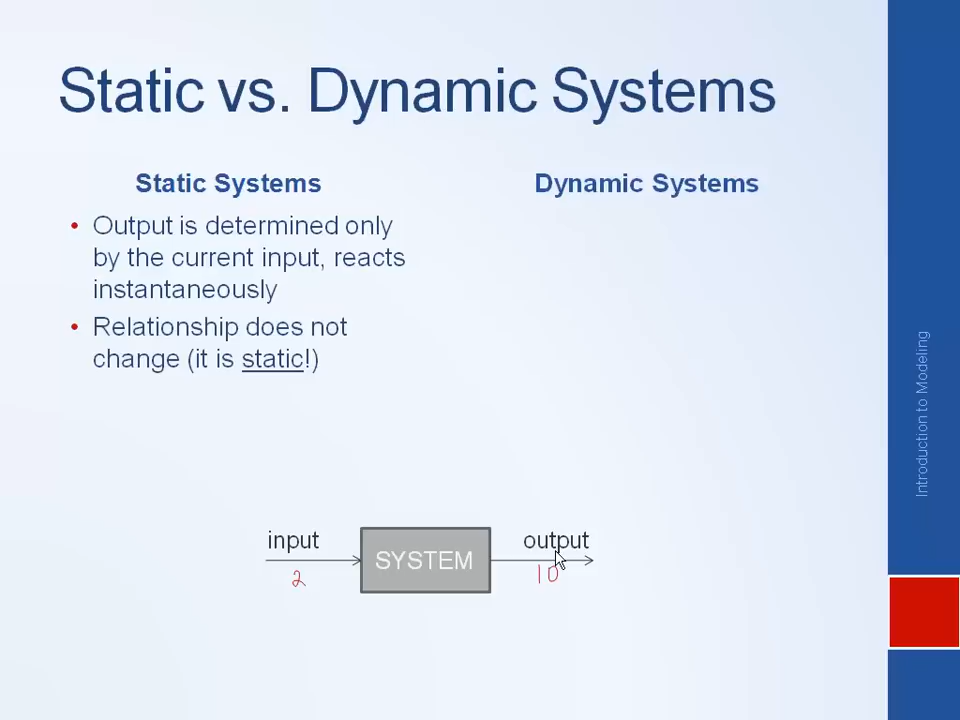 Static vs. Dynamic Systems
Static Systems
• Output is determined only
by the current input, reacts
instantaneously
• Relationship does not
change (it is static!)
Dynamic Systems
input
2
SYSTEM
output
10
Introduction to Modeling